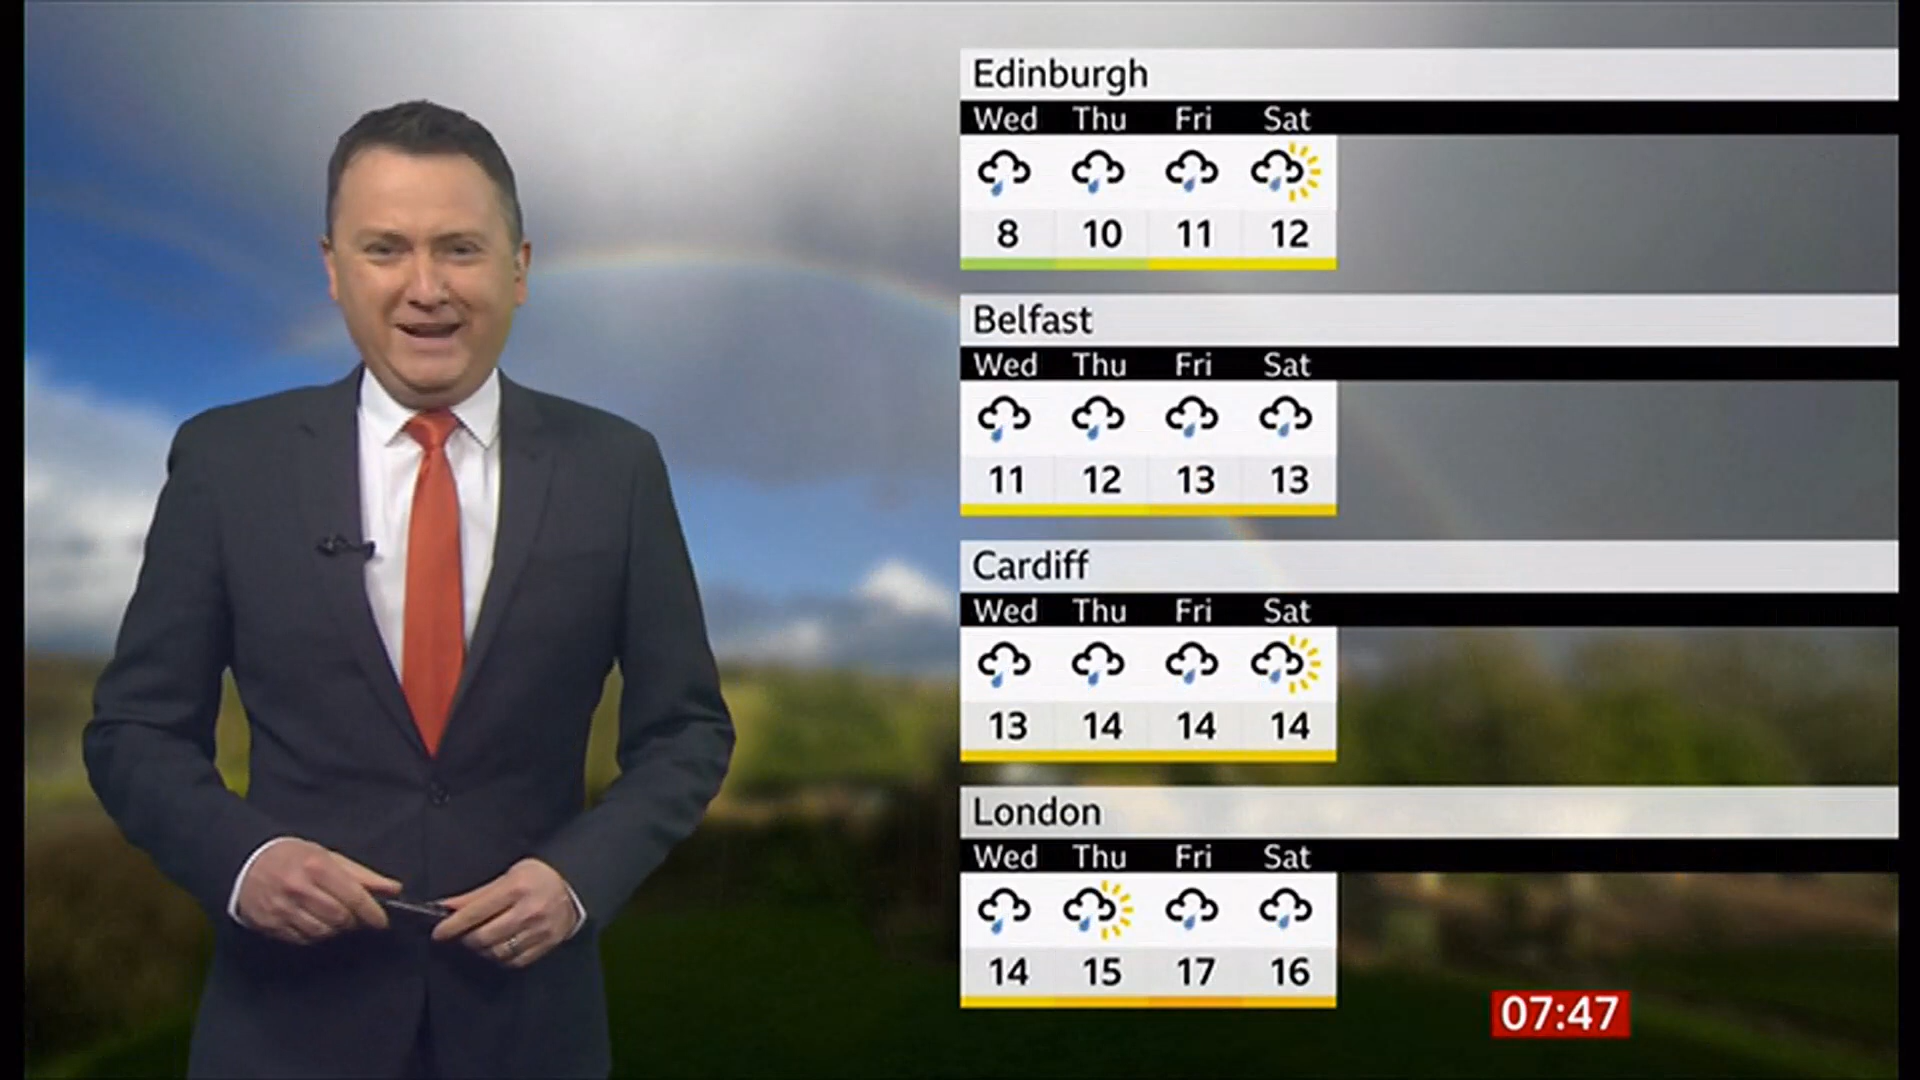 Edinburgh
Wed Thu Fri Sat
8 10 11 12
Belfast
Wed Thu Fri Sat
11 12 13 13
Cardiff
Wed Thu Fri Sat
13 14 14 14
London
Wed Thu Fri Sat
14 15 17 16
07:47